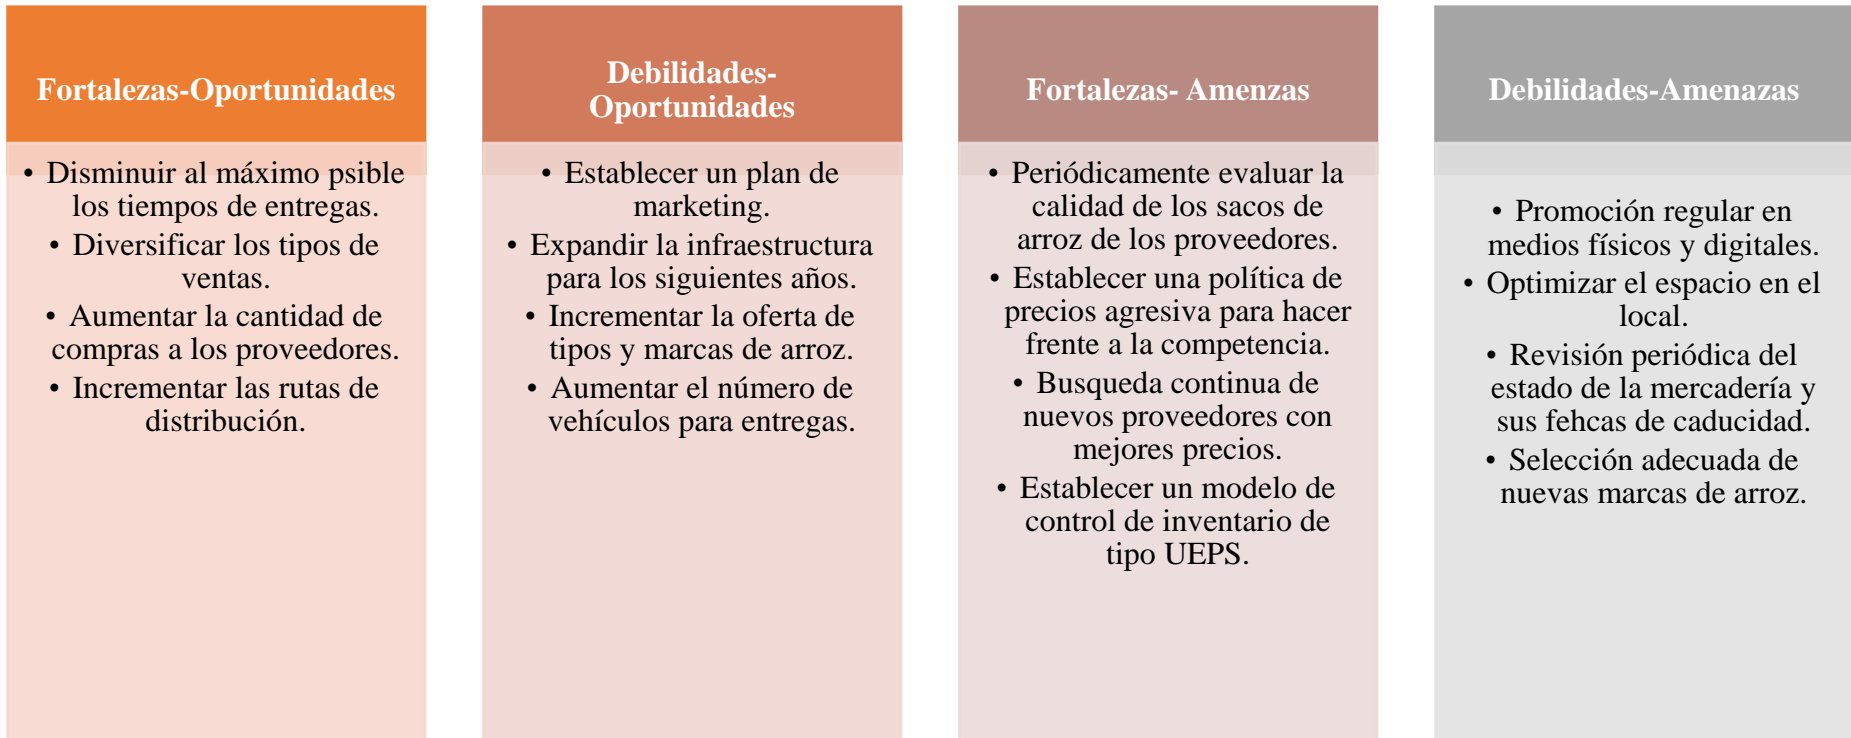 Fortalezas-Oportunidades
• Disminuir al máximo psible
los tiempos de entregas.
• Diversificar los tipos de
ventas.
• Aumentar la cantidad de
compras a los proveedores.
• Incrementar las rutas de
distribución.
Debilidades-
Oportunidades
• Establecer un plan de
marketing.
• Expandir la infraestructura
para los siguientes años.
• Incrementar la oferta de
tipos y marcas de arroz.
• Aumentar el número de
vehículos para entregas.
Fortalezas- Amenzas
• Periódicamente evaluar la
calidad de los sacos de
arroz de los proveedores.
• Establecer una política de
precios agresiva para hacer
frente a la competencia.
• Busqueda continua de
nuevos proveedores con
mejores precios.
• Establecer un modelo de
control de inventario de
tipo UEPS.
Debilidades-Amenazas
• Promoción regular en
medios físicos y digitales.
• Optimizar el espacio en el
local.
• Revisión periódica del
estado de la mercadería y
sus fehcas de caducidad.
• Selección adecuada de
nuevas marcas de arroz.